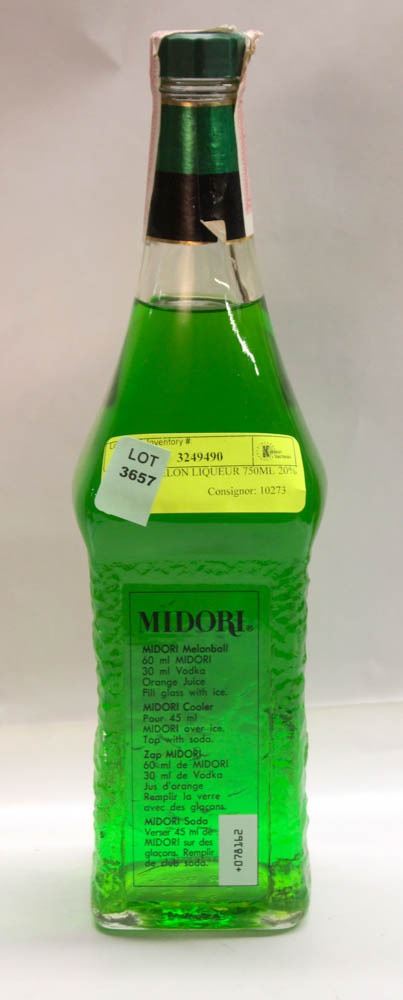 Inventory #:
3249490
LOT
3657
LON LIQUEUR 750ML 20%
Consignor: 10273
MIDORI®
MIDORI Melonball
60 ml MIDORI
30 ml Vodka
Orange Juice
Fill glass with ice.
MIDORI Cooler
Pour 45 ml
MIDORI over ice.
Top with soda.
Zap MIDORI
60 ml de MIDORI
30 ml de Vodka
Jus d'orange
Remplir la verre
avec des glaçons.
MIDORI Soda
Verser 45 ml de
MIDORI sur des
glaçons. Remplir
de club soda.
+078162